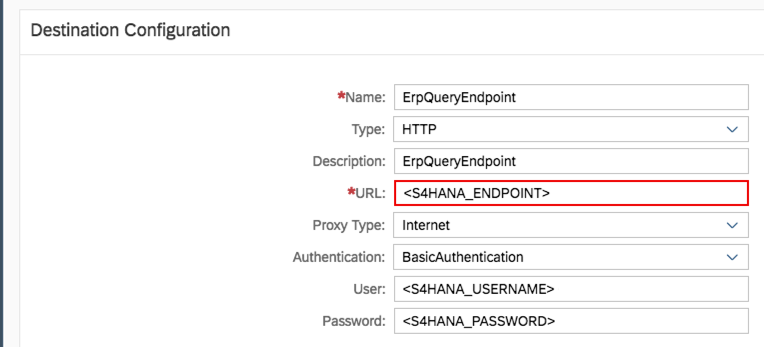 Destination Configuration
*Name: ErpQueryEndpoint
Type: HTTP
Description: ErpQueryEndpoint
*URL: <S4HANA_ENDPOINT>
Proxy Type: Internet
Authentication: BasicAuthentication
User: <S4HANA_USERNAME>
Password: <S4HANA_PASSWORD>